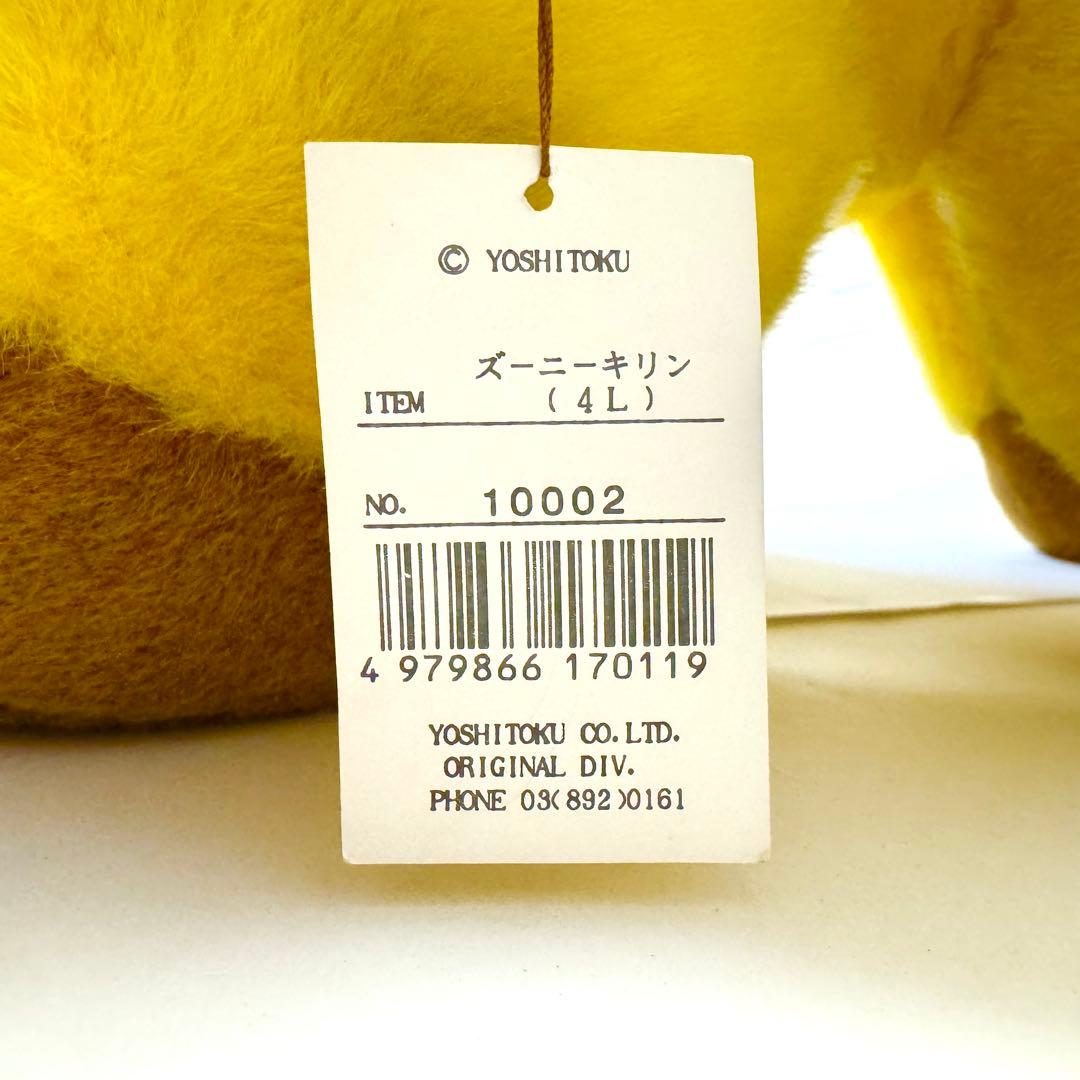 © YOSHITOKU
ズーニーキリン
ITEM (4L)
NO. 10002
4 979866 170119
YOSHITOKU CO.LTD.
ORIGINAL DIV.
PHONE 03(892)0161